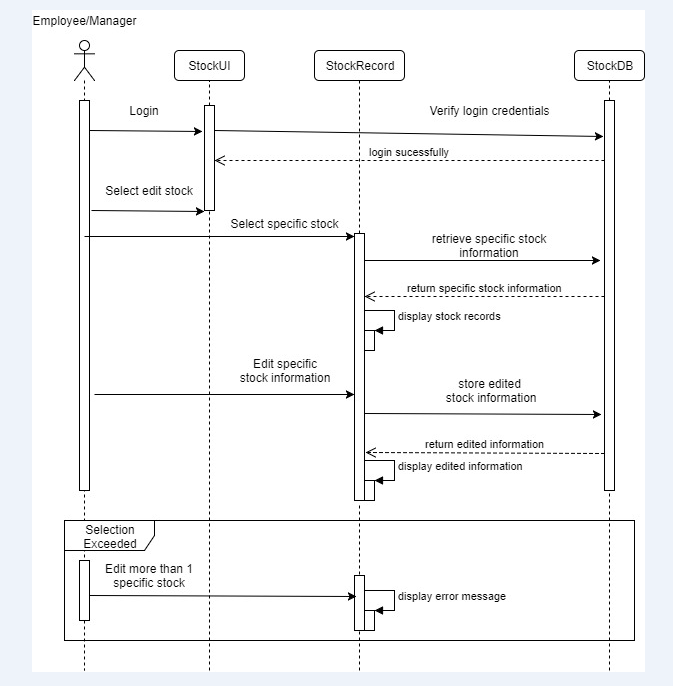 Employee/Manager
StockUI
StockRecord
StockDB
Login
Verify login credentials
login sucessfully
Select edit stock
Select specific stock
retrieve specific stock
information
return specific stock information
display stock records
Edit specific
stock information
store edited
stock information
return edited information
display edited information
Selection
Exceeded
Edit more than 1
specific stock
display error message